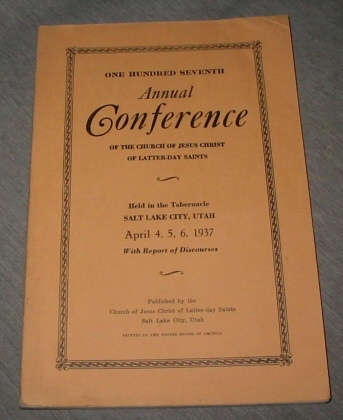 ONE HUNDRED SEVENTH
Annual
Conference
OF THE CHURCH OF JESUS CHRIST
OF LATTER-DAY SAINTS
Held in the Tabernacle
SALT LAKE CITY, UTAH
April 4, 5, 6, 1937
With Report of Discourses
Published by the
Church of Jesus Christ of Latter-day Saints
Salt Lake City, Utah
PRINTED IN THE UNITED STATES OF AMERICA